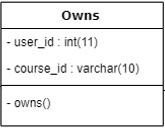 Owns
- user_id : int(11)
- course_id : varchar(10)
- owns()